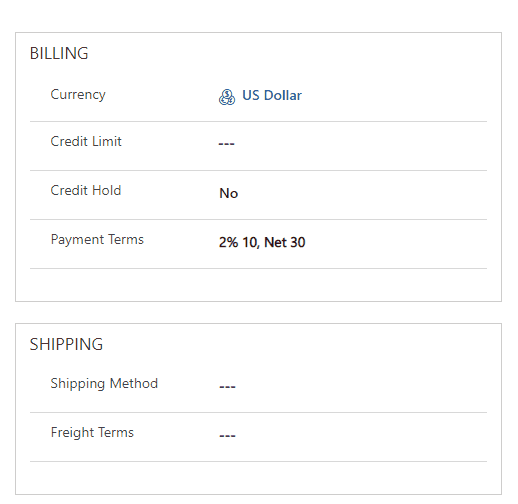 BILLING
Currency US Dollar
Credit Limit ---
Credit Hold No
Payment Terms 2% 10, Net 30
SHIPPING
Shipping Method ---
Freight Terms ---